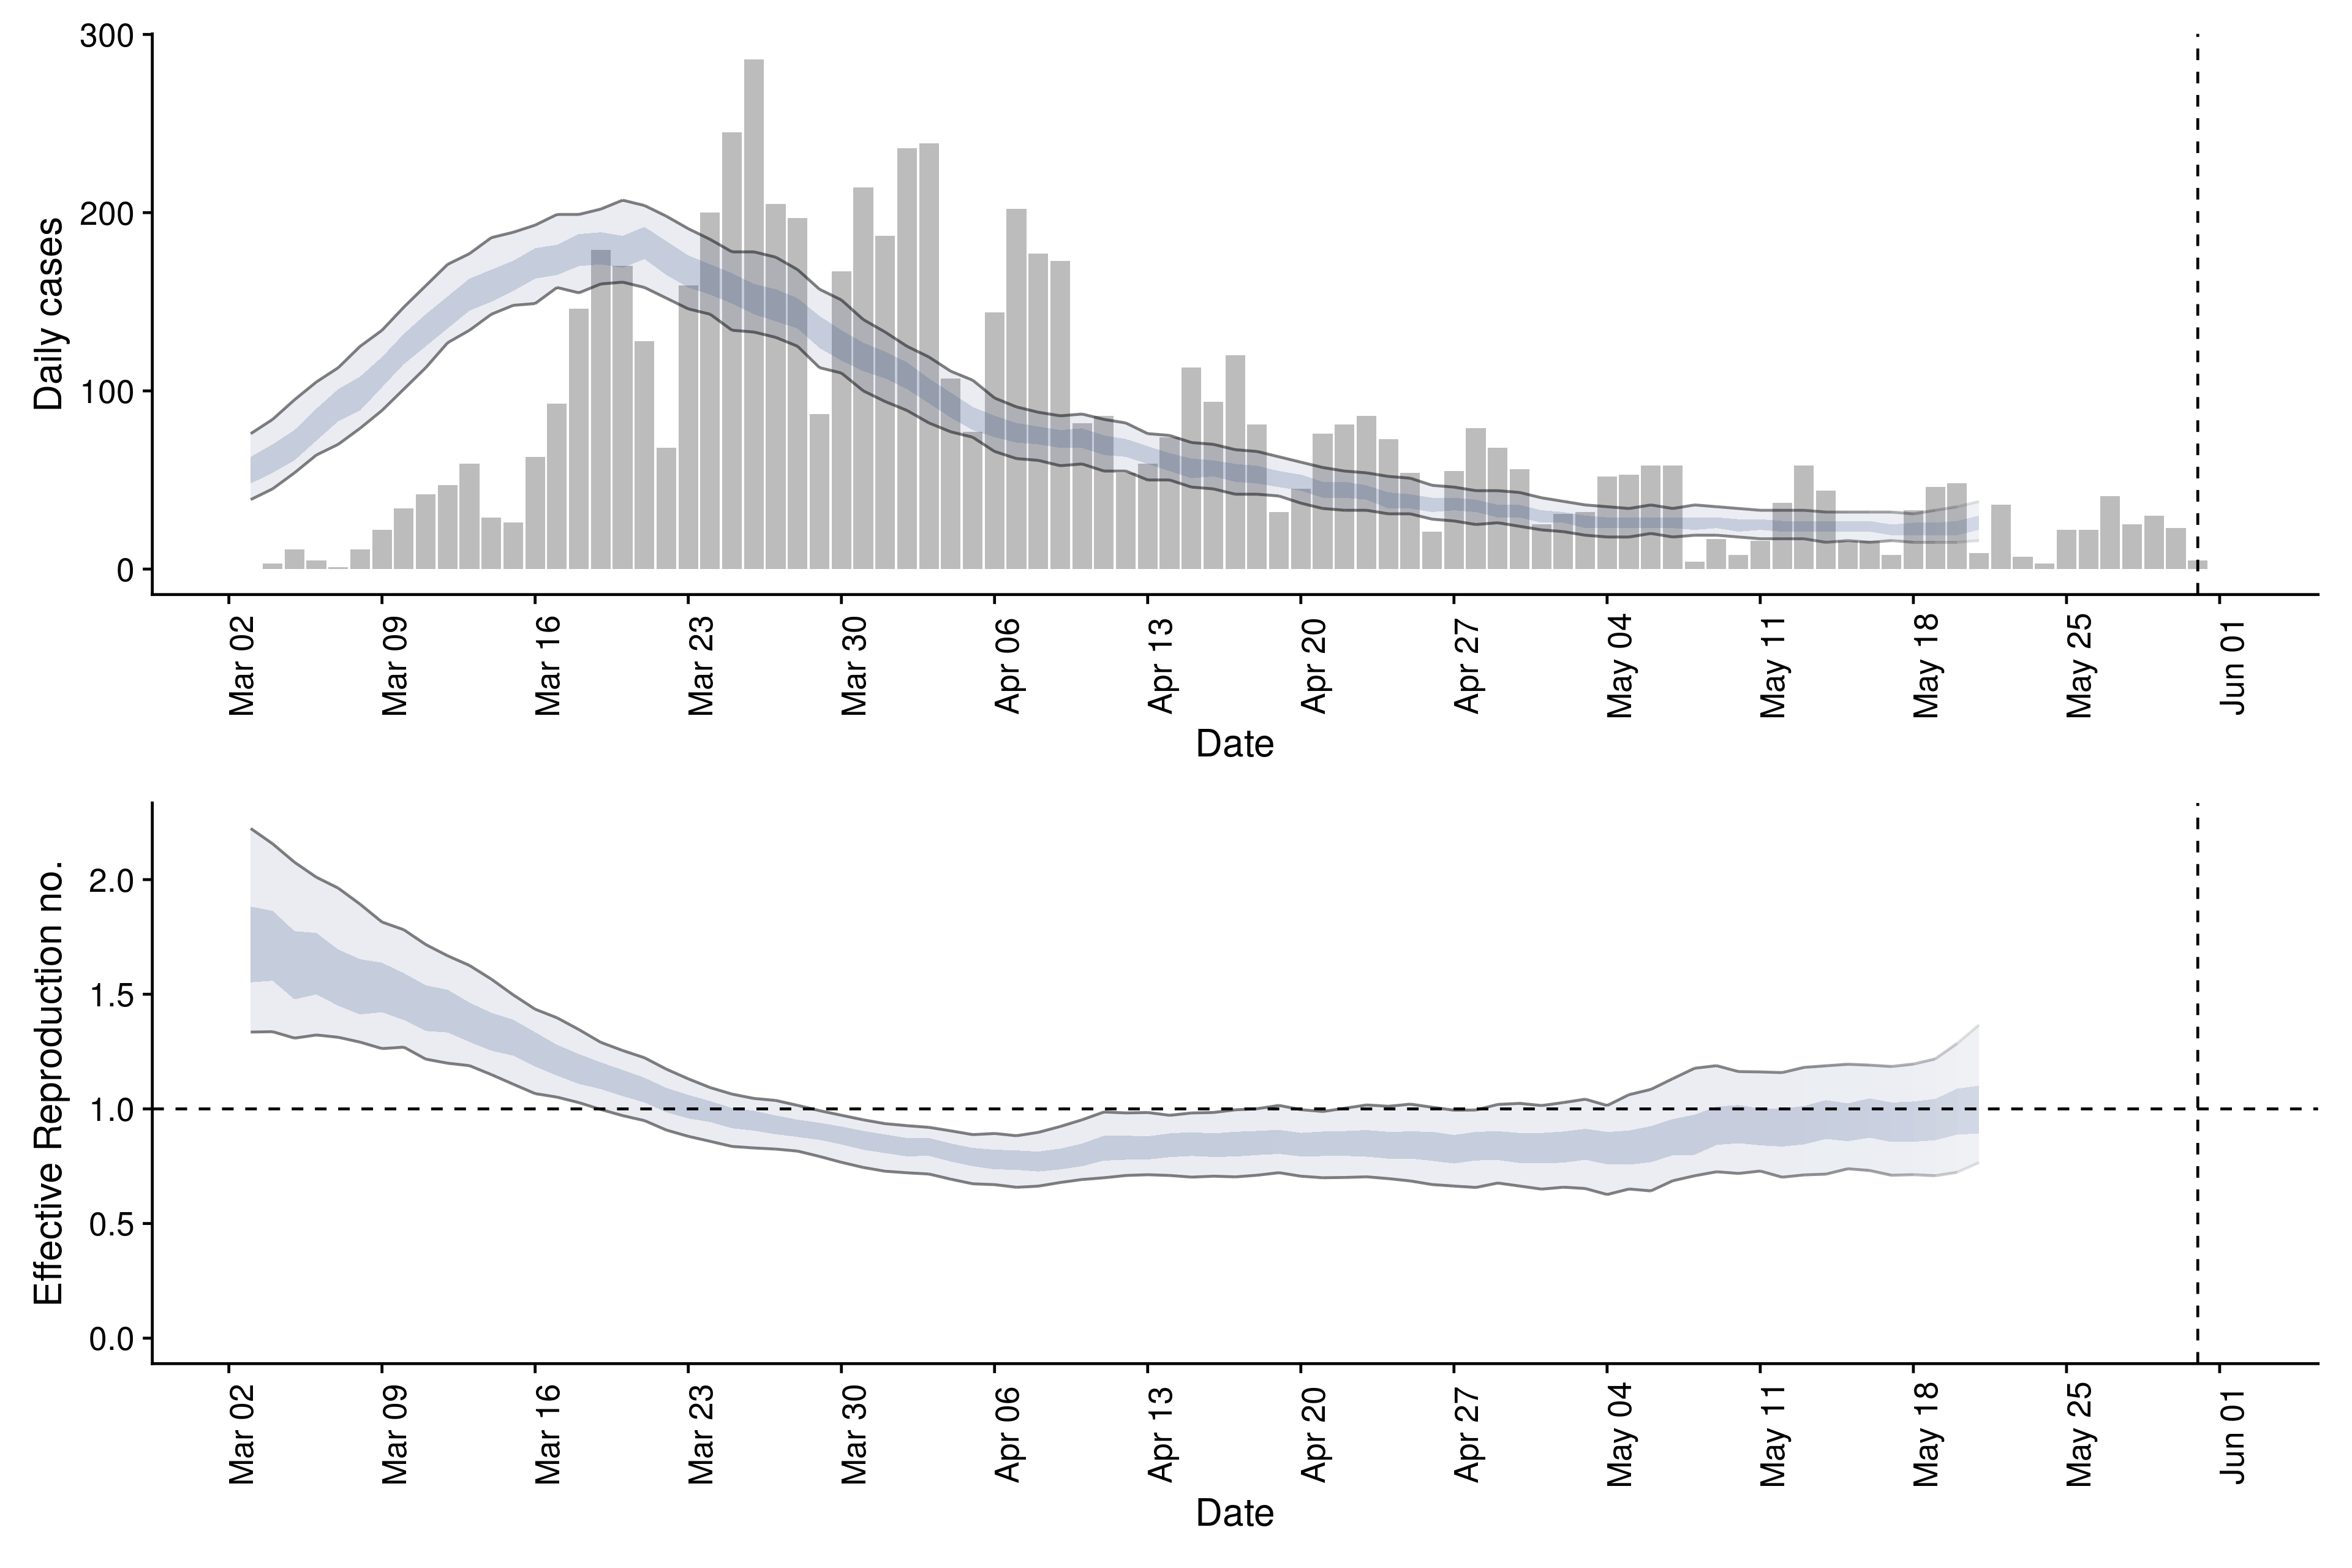 Daily cases
300
200
100
0
Mar 02
Mar 09
Mar 16
Mar 23
Mar 30
Apr 06
Apr 13
Apr 20
Apr 27
May 04
May 11
May 18
May 25
Jun 01
Date
Effective Reproduction no.
2.0
1.5
1.0
0.5
0.0
Mar 02
Mar 09
Mar 16
Mar 23
Mar 30
Apr 06
Apr 13
Apr 20
Apr 27
May 04
May 11
May 18
May 25
Jun 01
Date